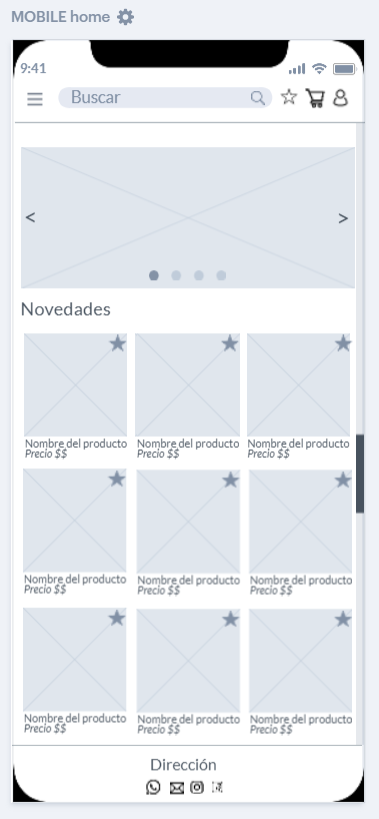 MOBILE home
9:41
Buscar
< >
Novedades
Nombre del producto Nombre del producto Nombre del producto
Precio $$ Precio $$ Precio $$
Nombre del producto Nombre del producto Nombre del producto
Precio $$ Precio $$ Precio $$
Nombre del producto Nombre del producto Nombre del producto
Precio $$ Precio $$ Precio $$
Dirección